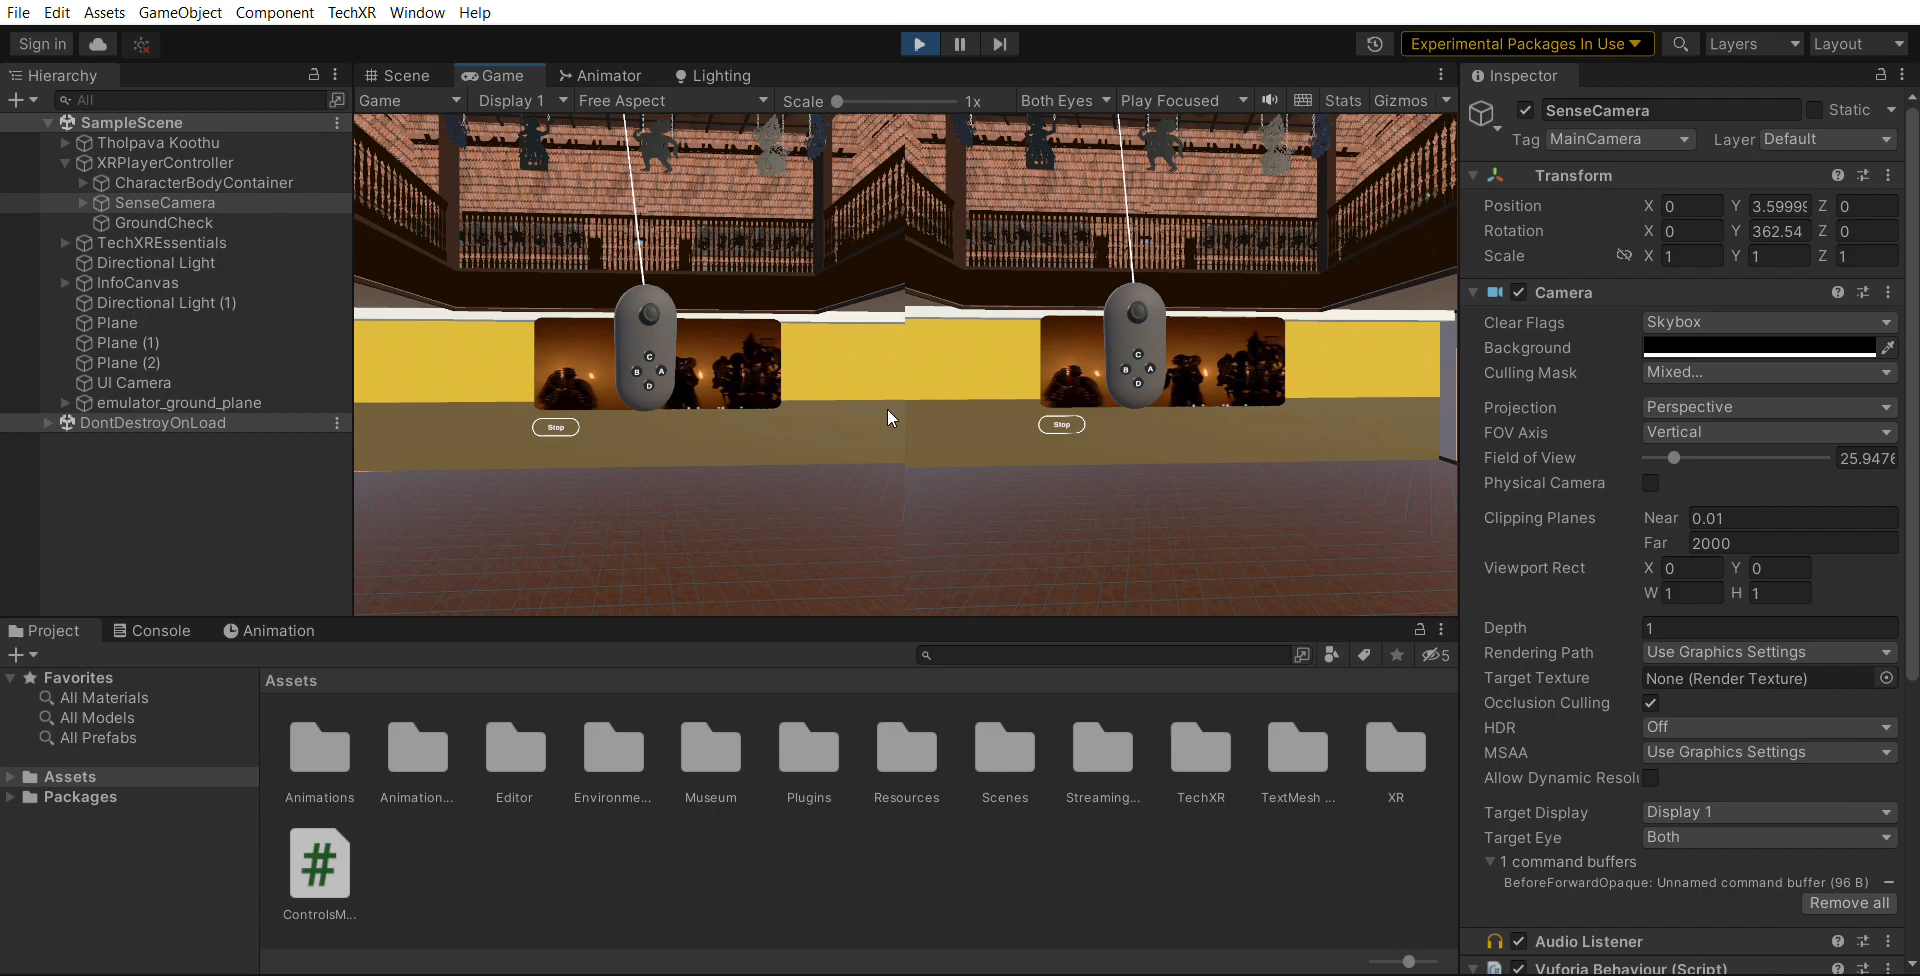 File Edit Assets GameObject Component TechXR Window Help
Sign in
Experimental Packages In Use
Layers
Layout
Hierarchy
Scene
Game
Animator
Lighting
Inspector
All
Game
Display 1
Free Aspect
Scale
1x
Both Eyes
Play Focused
Stats
Gizmos
SampleScene
Tholpava Koothu
XRPlayerController
CharacterBodyContainer
SenseCamera
GroundCheck
TechXREssentials
Directional Light
InfoCanvas
Directional Light (1)
Plane
Plane (1)
Plane (2)
UI Camera
emulator_ground_plane
DontDestroyOnLoad
C
B A
D
Stop
C
B A
D
Stop
SenseCamera
Static
Tag MainCamera
Layer Default
Transform
Position X 0 Y 3.59999 Z 0
Rotation X 0 Y 362.54 Z 0
Scale X 1 Y 1 Z 1
Camera
Clear Flags Skybox
Background
Culling Mask Mixed...
Projection Perspective
FOV Axis Vertical
Field of View 25.9476
Physical Camera
Clipping Planes Near 0.01
Far 2000
Viewport Rect X 0 Y 0
W 1 H 1
Depth 1
Rendering Path Use Graphics Settings
Target Texture None (Render Texture)
Occlusion Culling
HDR Off
MSAA Use Graphics Settings
Allow Dynamic Resol
Target Display Display 1
Target Eye Both
1 command buffers
BeforeForwardOpaque: Unnamed command buffer (96 B)
Remove all
Audio Listener
Vuforia Behaviour (Script)
Project
Console
Animation
5
Favorites
All Materials
All Models
All Prefabs
Assets
Packages
Assets
Animations
Animation...
Editor
Environme...
Museum
Plugins
Resources
Scenes
Streaming...
TechXR
TextMesh ...
XR
#
ControlsM...